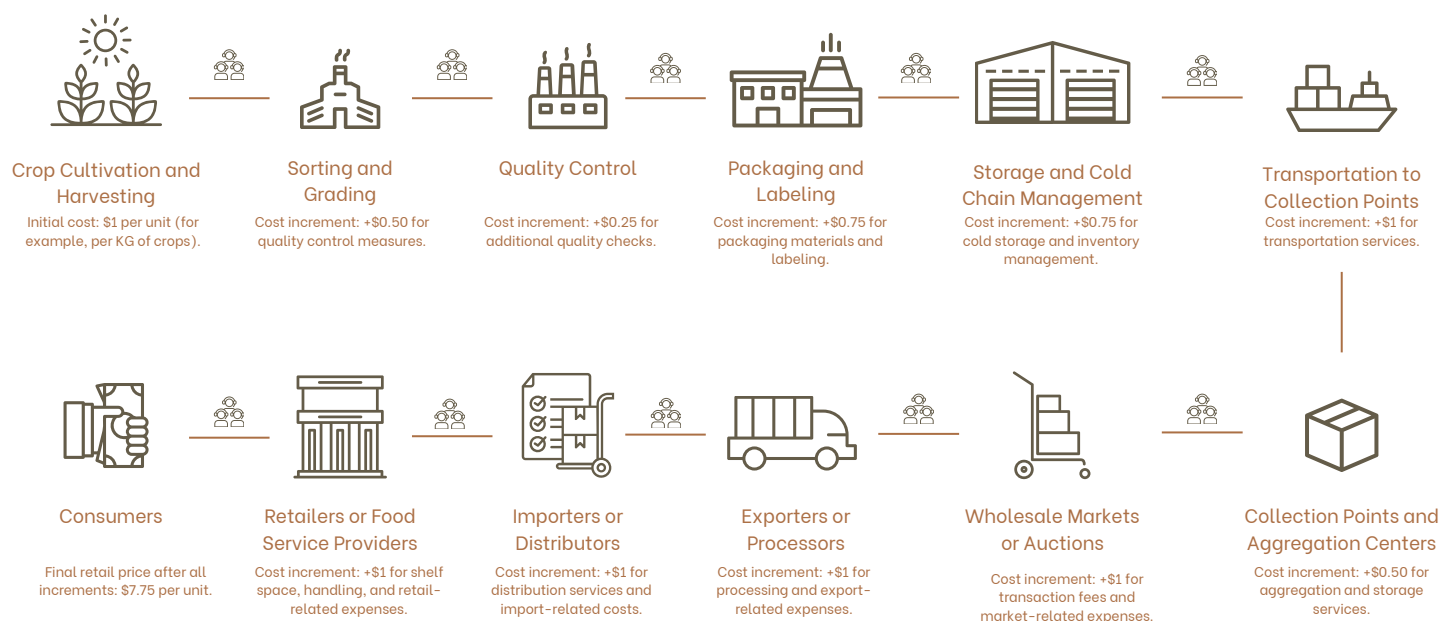 Crop Cultivation and
Harvesting
Initial cost: $1 per unit (for
example, per KG of crops).
Sorting and
Grading
Cost increment: +$0.50 for
quality control measures.
Quality Control
Cost increment: +$0.25 for
additional quality checks.
Packaging and
Labeling
Cost increment: +$0.75 for
packaging materials and
labeling.
Storage and Cold
Chain Management
Cost increment: +$0.75 for
cold storage and inventory
management.
Transportation to
Collection Points
Cost increment: +$1 for
transportation services.
Consumers
Final retail price after all
increments: $7.75 per unit.
Retailers or Food
Service Providers
Cost increment: +$1 for shelf
space, handling, and retail-
related expenses.
Importers or
Distributors
Cost increment: +$1 for
distribution services and
import-related costs.
Exporters or
Processors
Cost increment: +$1 for
processing and export-
related expenses.
Wholesale Markets
or Auctions
Cost increment: +$1 for
transaction fees and
market-related expenses.
Collection Points and
Aggregation Centers
Cost increment: +$0.50 for
aggregation and storage
services.